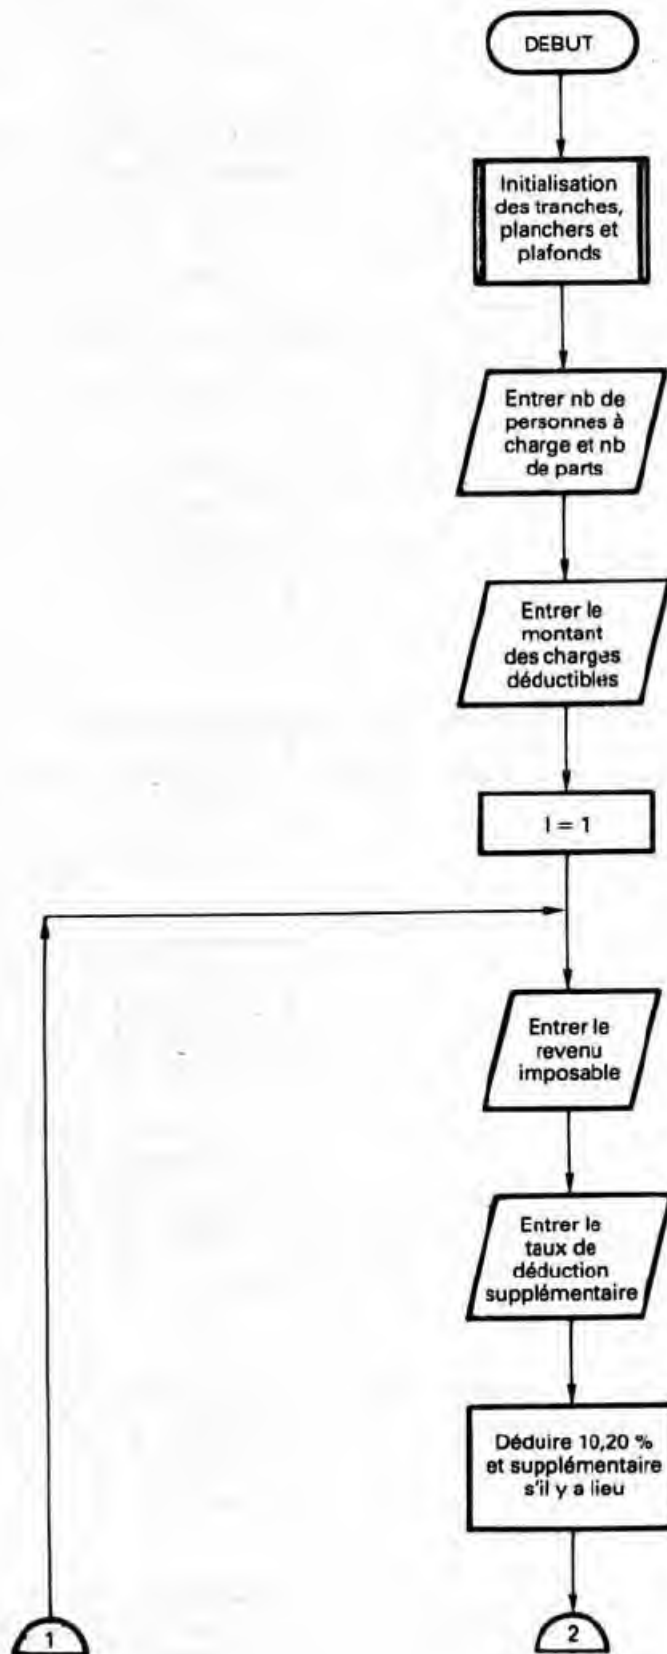 DEBUT
Initialisation
des tranches,
planchers et
plafonds
Entrer nb de
personnes à
charge et nb
de parts
Entrer le
montant
des charges
déductibles
I = 1
Entrer le
revenu
imposable
Entrer le
taux de
déduction
supplémentaire
Déduire 10,20 %
et supplémentaire
s'il y a lieu
1
2